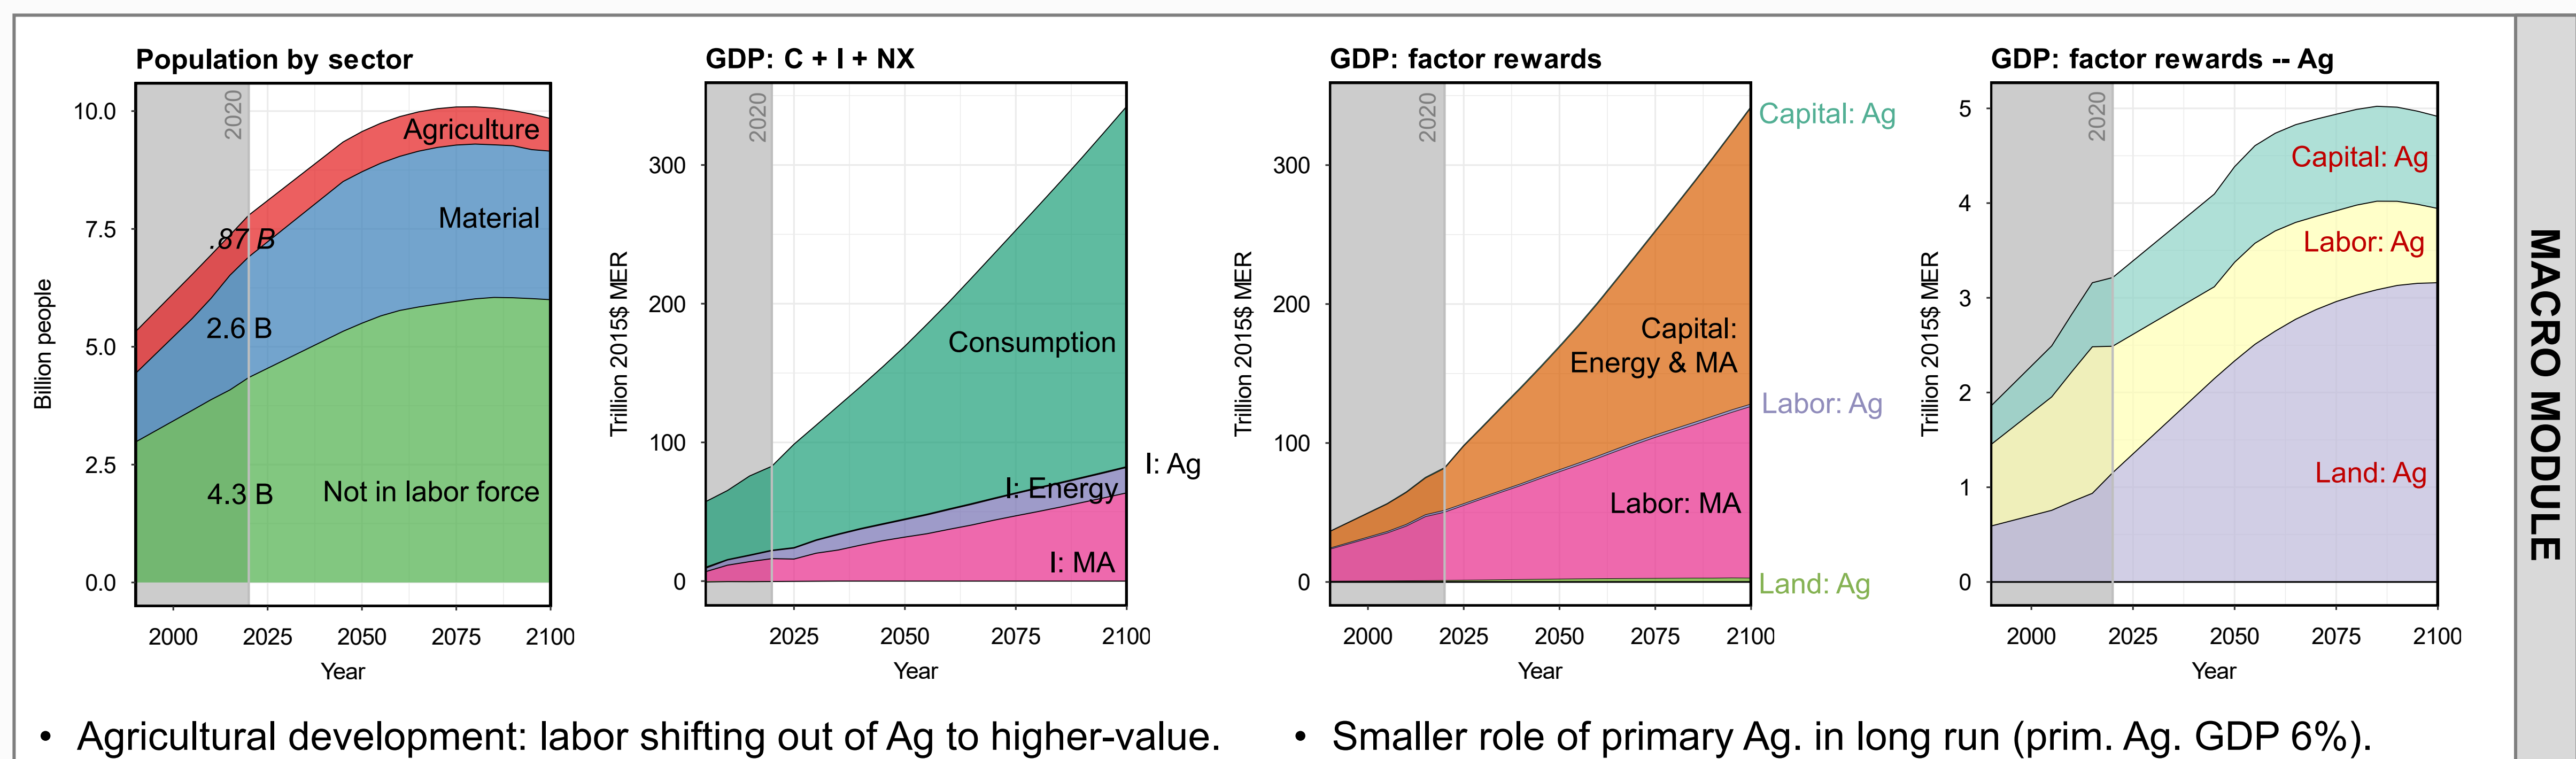 Population by sector
10.0
7.5
5.0
2.5
0.0
Billion people
2020
Agriculture
Material
.87 B
2.6 B
4.3 B
Not in labor force
2000 2025 2050 2075 2100
Year
GDP: C + I + NX
300
200
100
0
Trillion 2015$ MER
2020
Consumption
I: Ag
I: Energy
I: MA
2025 2050 2075 2100
Year
GDP: factor rewards
300
200
100
0
Trillion 2015$ MER
2020
Capital: Ag
Capital:
Energy & MA
Labor: Ag
Labor: MA
Land: Ag
2000 2025 2050 2075 2100
Year
GDP: factor rewards -- Ag
5
4
3
2
1
0
Trillion 2015$ MER
2020
Capital: Ag
Labor: Ag
Land: Ag
2000 2025 2050 2075 2100
Year
MACRO MODULE
• Agricultural development: labor shifting out of Ag to higher-value.
• Smaller role of primary Ag. in long run (prim. Ag. GDP 6%).